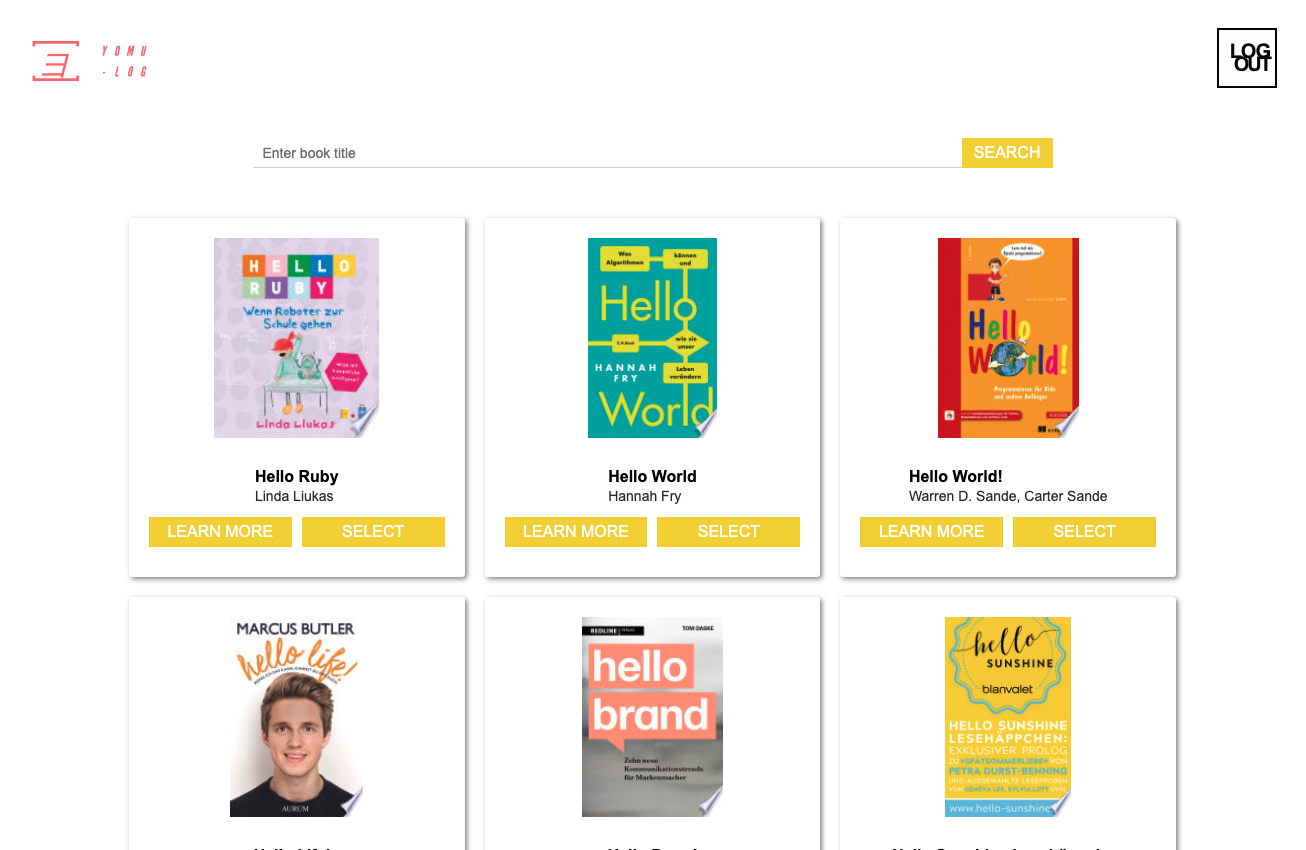 YOMU
-LOG
LOG
OUT
Enter book title
SEARCH
HELLO
RUBY
Wenn Roboter zur
Schule gehen
Linda Liukas
Hello Ruby
Linda Liukas
LEARN MORE
SELECT
Was
Algorithmen
können
und
Hello
wie sie
unser
HANNAH
FRY
Leben
verändern
World
Hello World
Hannah Fry
LEARN MORE
SELECT
Hello
World!
Programmieren für Kids
und andere Anfänger
Hello World!
Warren D. Sande, Carter Sande
LEARN MORE
SELECT
MARCUS BUTLER
hello life!
AURUM
REDLINE | VERLAG
TOM DASKE
hello
brand
Zehn neue
Kommunikationstrends
für Markenmacher
hello
SUNSHINE
blanvalet
HELLO SUNSHINE
LESEHÄPPCHEN:
EXKLUSIVER PROLOG
ZU »SPÄTSOMMERLIEBE« VON
PETRA DURST-BENNING
UND AUSGEWÄHLTE LESEPROBEN
VON GENEVA LEE, SYLVIA LOTT UVM.
www.hello-sunshine